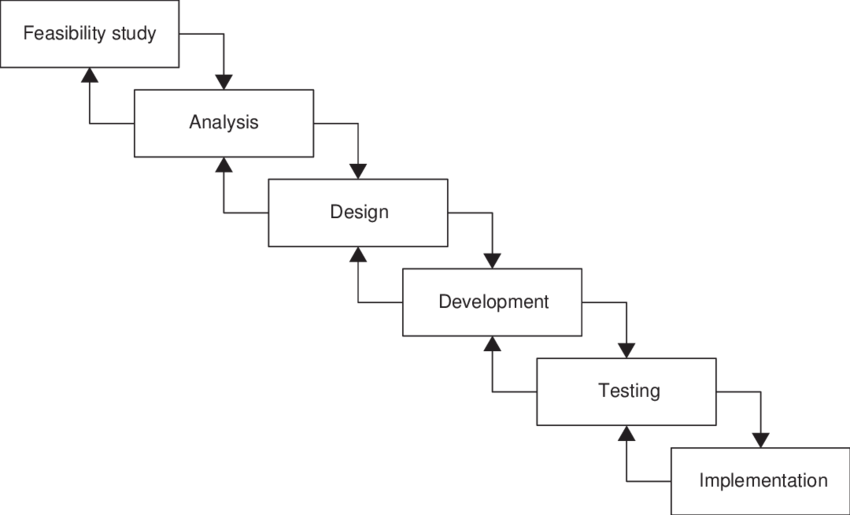 Feasibility study
Analysis
Design
Development
Testing
Implementation